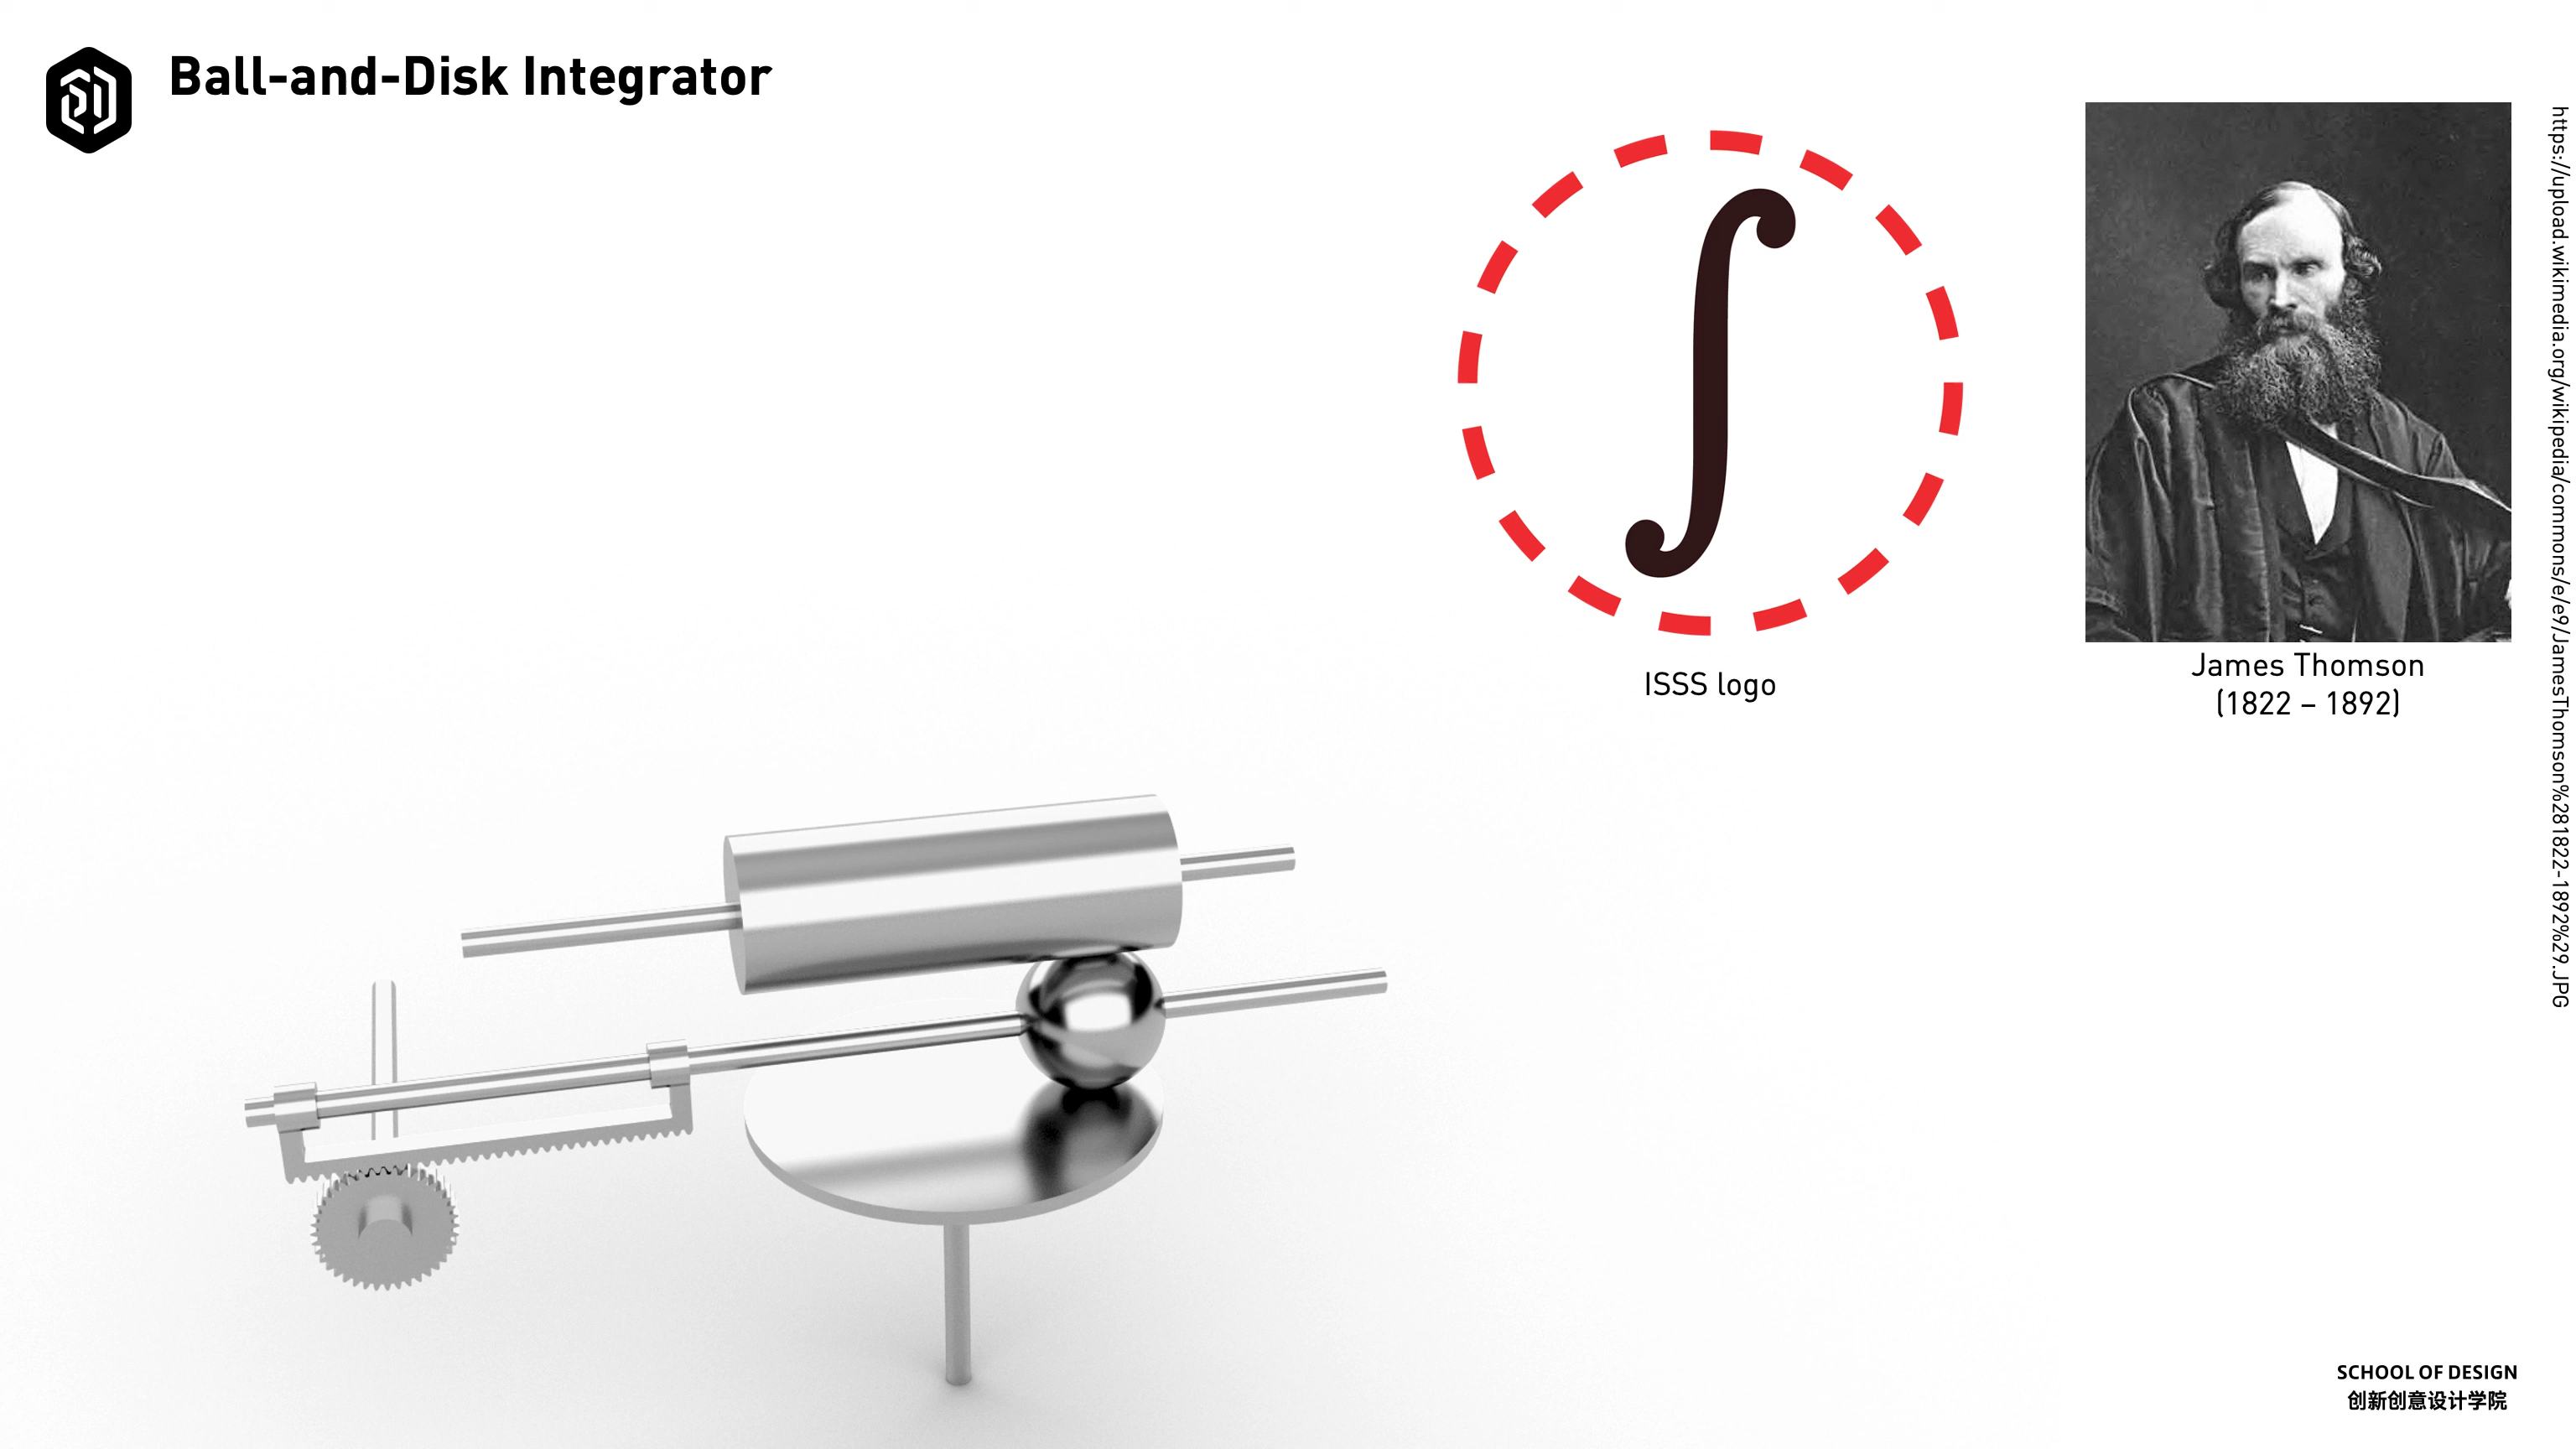 Ball-and-Disk Integrator
ISSS logo
James Thomson
(1822 – 1892)
https://upload.wikimedia.org/wikipedia/commons/e/e9/JamesThomson%281822-1892%29.JPG
SCHOOL OF DESIGN
创新创意设计学院